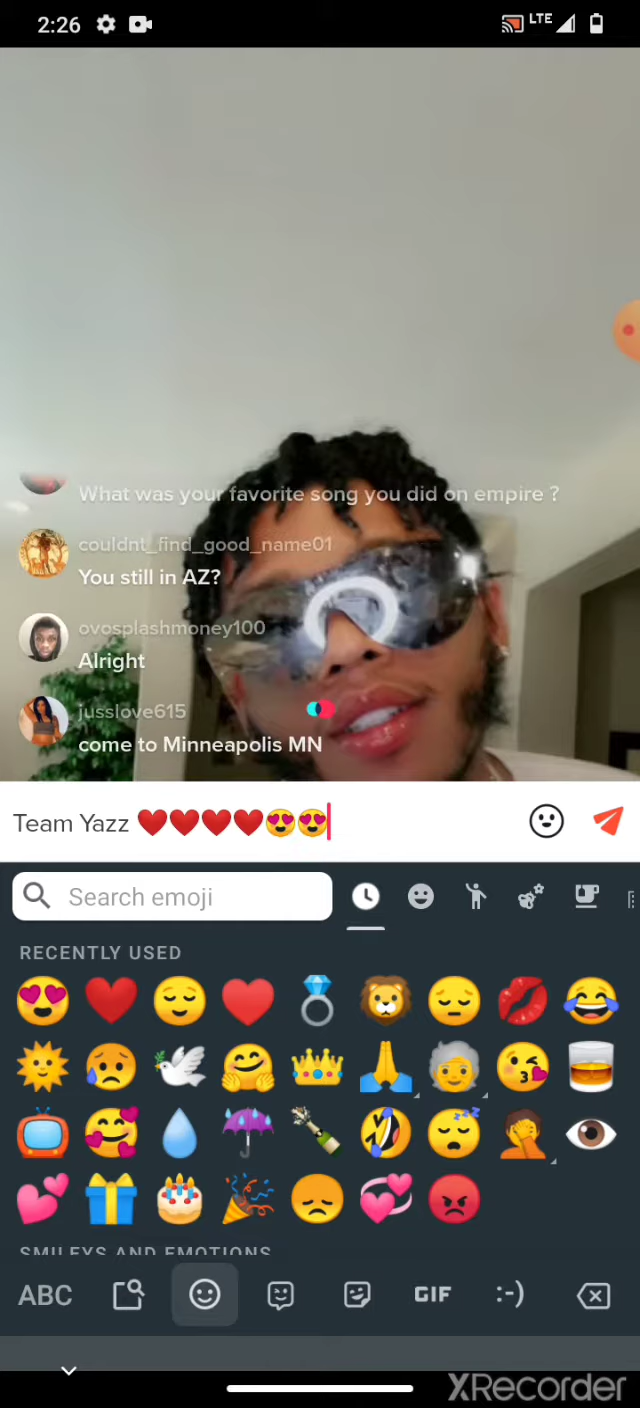 2:26
LTE
What was your favorite song you did on empire ?
couldnt_find_good_name01
You still in AZ?
ovosplashmoney100
Alright
jusslove615
come to Minneapolis MN
Team Yazz ❤️❤️❤️❤️😍😍
Search emoji
RECENTLY USED
SMILEYS AND EMOTIONS
ABC
GIF
:-)
XRecorder